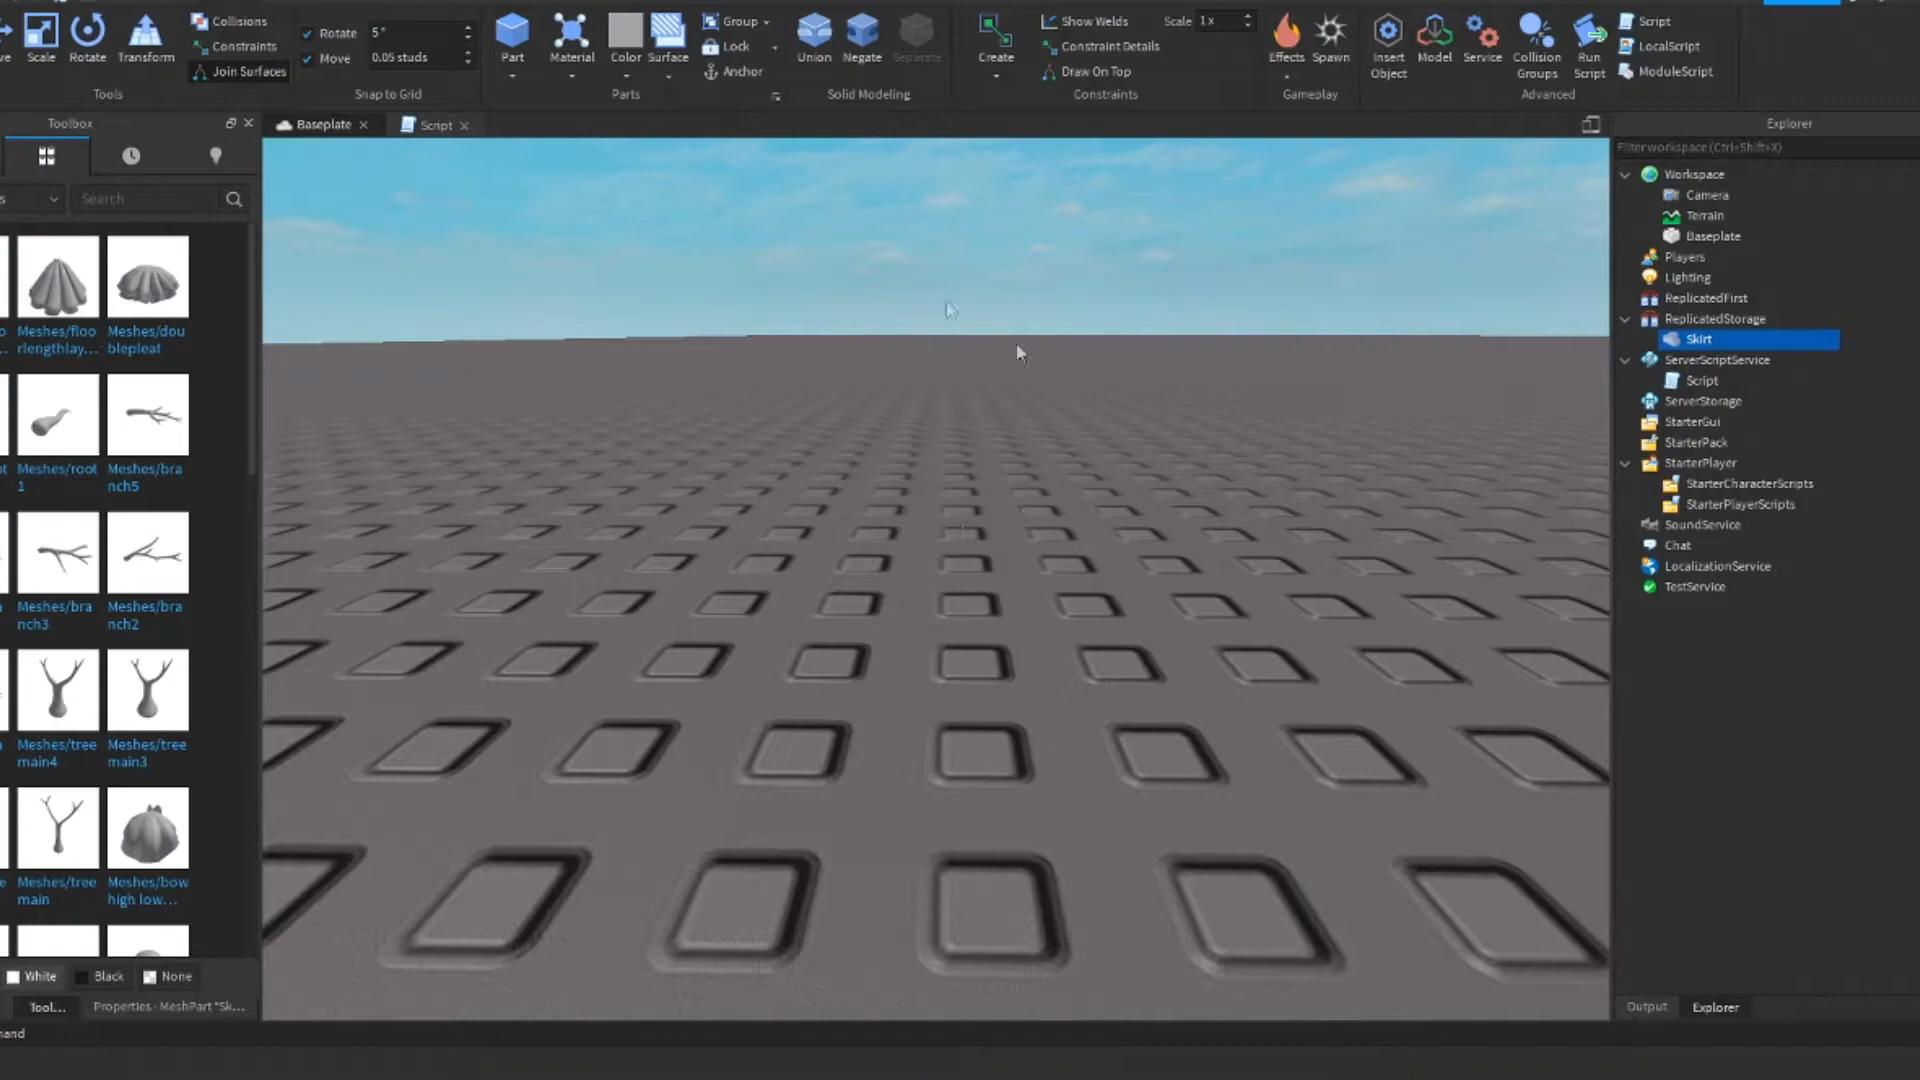 Scale
Rotate
Transform
Collisions
Constraints
Join Surfaces
Tools
Rotate
5°
Move
0.05 studs
Snap to Grid
Part
Material
Color
Surface
Group
Lock
Anchor
Parts
Union
Negate
Separate
Solid Modeling
Create
Show Welds
Scale
1x
Constraint Details
Draw On Top
Constraints
Effects
Spawn
Gameplay
Insert
Object
Model
Service
Collision
Groups
Run
Script
Script
LocalScript
ModuleScript
Advanced
Toolbox
Baseplate
Script
Explorer
Filter workspace (Ctrl+Shift+X)
Search
Meshes/floo
rlengthlay...
Meshes/dou
blepleat
Meshes/root
1
Meshes/bra
nch5
Meshes/bra
nch3
Meshes/bra
nch2
Meshes/tree
main4
Meshes/tree
main3
Meshes/tree
main
Meshes/bow
high low...
White
Black
None
Tool...
Properties - MeshPart "Sk...
Workspace
Camera
Terrain
Baseplate
Players
Lighting
ReplicatedFirst
ReplicatedStorage
Skirt
ServerScriptService
Script
ServerStorage
StarterGui
StarterPack
StarterPlayer
StarterCharacterScripts
StarterPlayerScripts
SoundService
Chat
LocalizationService
TestService
Output
Explorer